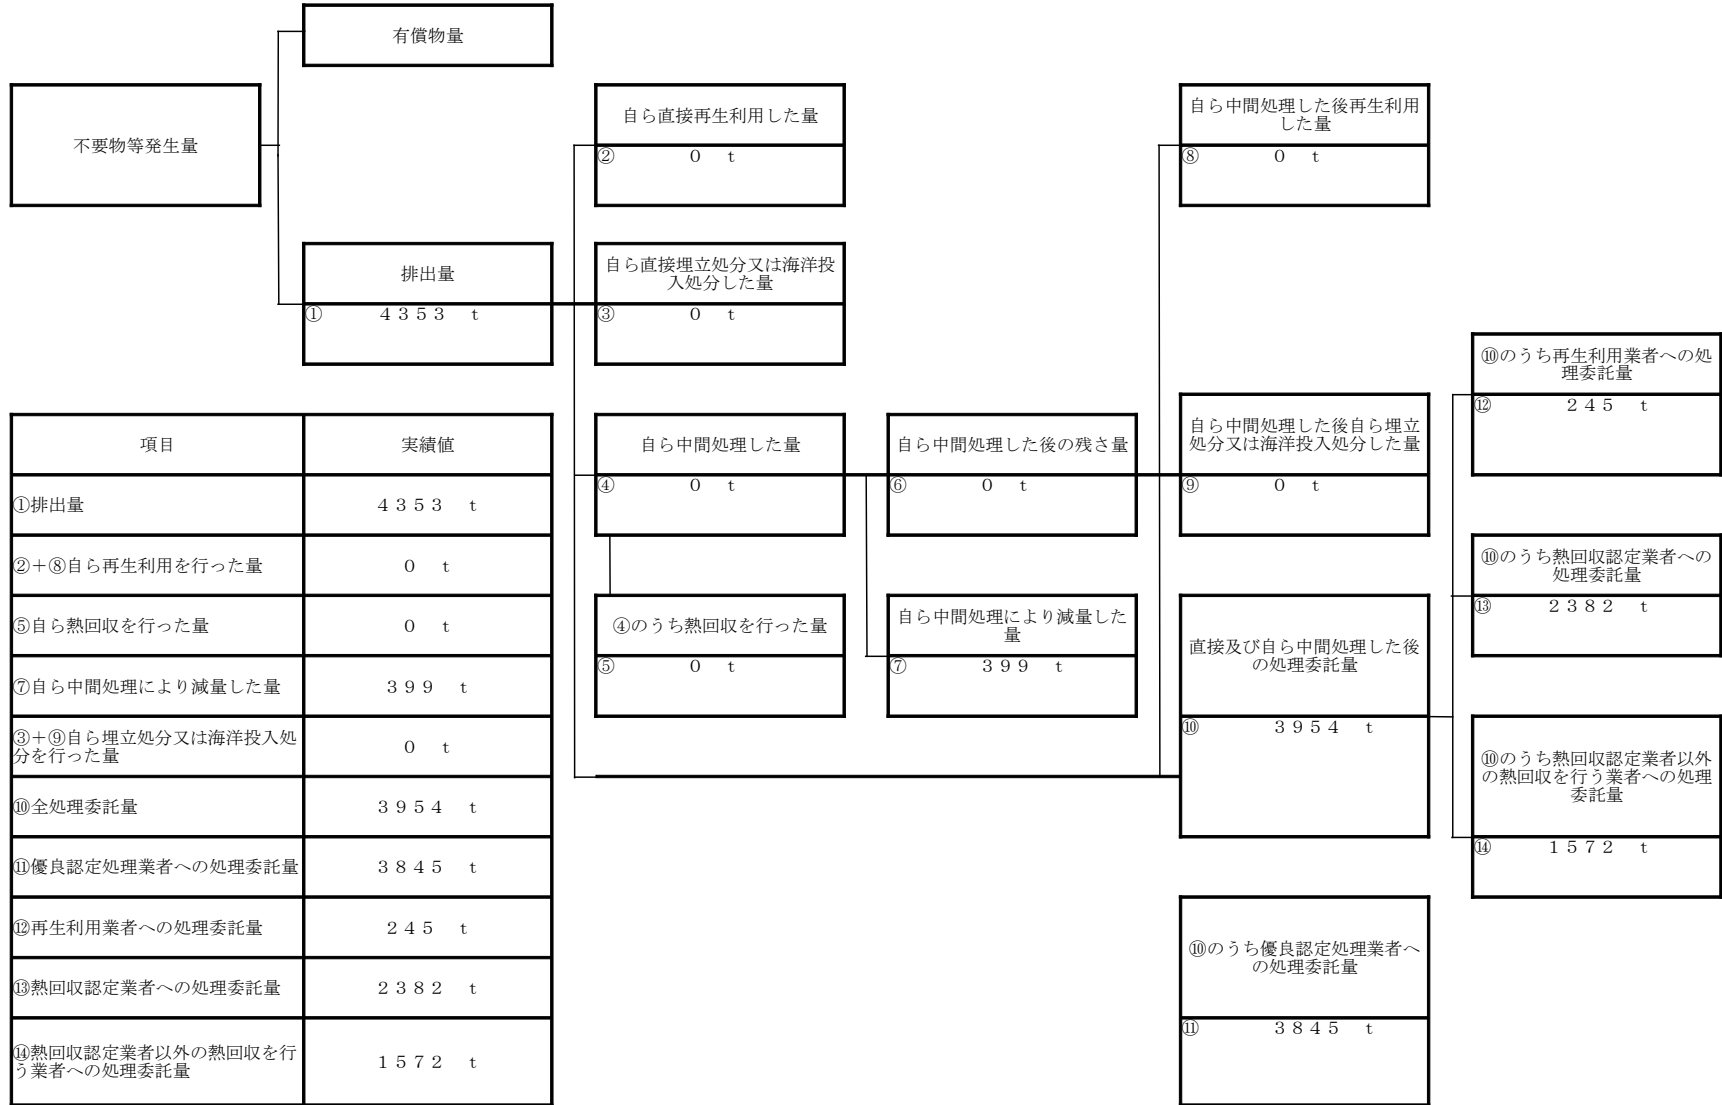 有償物量
不要物等発生量
自ら直接再生利用した量
②　０　ｔ
自ら中間処理した後再生利用
した量
⑧　０　ｔ
排出量
①　４３５３　ｔ
自ら直接埋立処分又は海洋投
入処分した量
③　０　ｔ
⑩のうち再生利用業者への処
理委託量
⑫　２４５　ｔ
自ら中間処理した量
④　０　ｔ
自ら中間処理した後の残さ量
⑥　０　ｔ
自ら中間処理した後自ら埋立
処分又は海洋投入処分した量
⑨　０　ｔ
⑩のうち熱回収認定業者への
処理委託量
⑬　２３８２　ｔ
④のうち熱回収を行った量
⑤　０　ｔ
自ら中間処理により減量した
量
⑦　３９９　ｔ
直接及び自ら中間処理した後
の処理委託量
⑩　３９５４　ｔ
⑩のうち熱回収認定業者以外
の熱回収を行う業者への処理
委託量
⑭　１５７２　ｔ
⑩のうち優良認定処理業者へ
の処理委託量
⑪　３８４５　ｔ
項目　実績値
①排出量　４３５３　ｔ
②＋⑧自ら再生利用を行った量　０　ｔ
⑤自ら熱回収を行った量　０　ｔ
⑦自ら中間処理により減量した量　３９９　ｔ
③＋⑨自ら埋立処分又は海洋投入処
分を行った量　０　ｔ
⑩全処理委託量　３９５４　ｔ
⑪優良認定処理業者への処理委託量　３８４５　ｔ
⑫再生利用業者への処理委託量　２４５　ｔ
⑬熱回収認定業者への処理委託量　２３８２　ｔ
⑭熱回収認定業者以外の熱回収を行
う業者への処理委託量　１５７２　ｔ